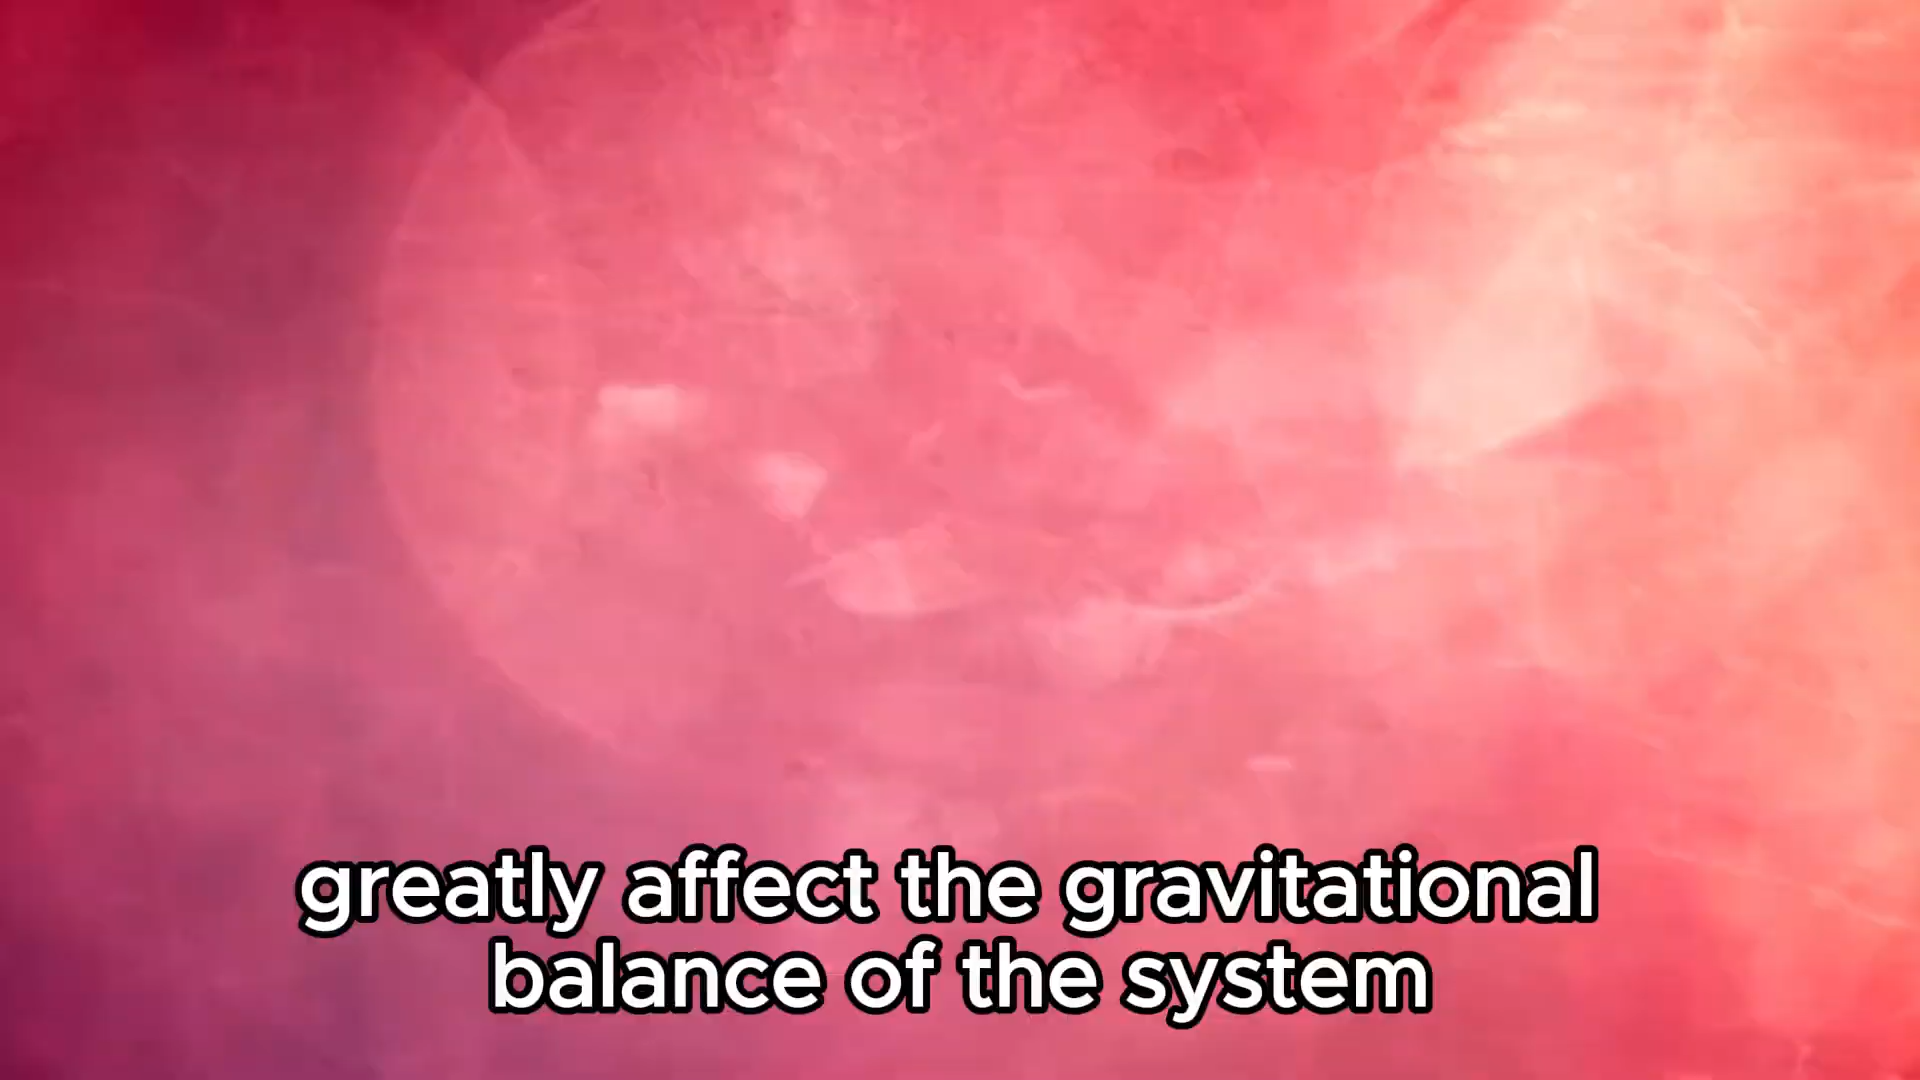 greatly affect the gravitational
balance of the system